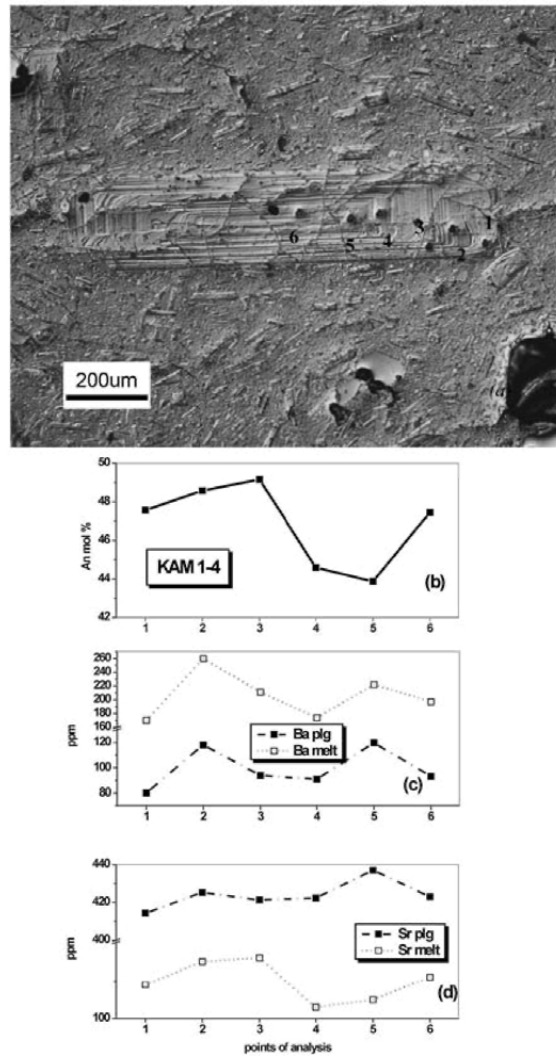 1
3
6
5
4
2
200um
(a)
50
48
46
44
42
An mol %
KAM 1-4
(b)
1 2 3 4 5 6
260
240
220
200
180
160
120
100
80
ppm
Ba plg
Ba melt
(c)
1 2 3 4 5 6
440
420
400
100
ppm
Sr plg
Sr melt
(d)
1 2 3 4 5 6
points of analysis